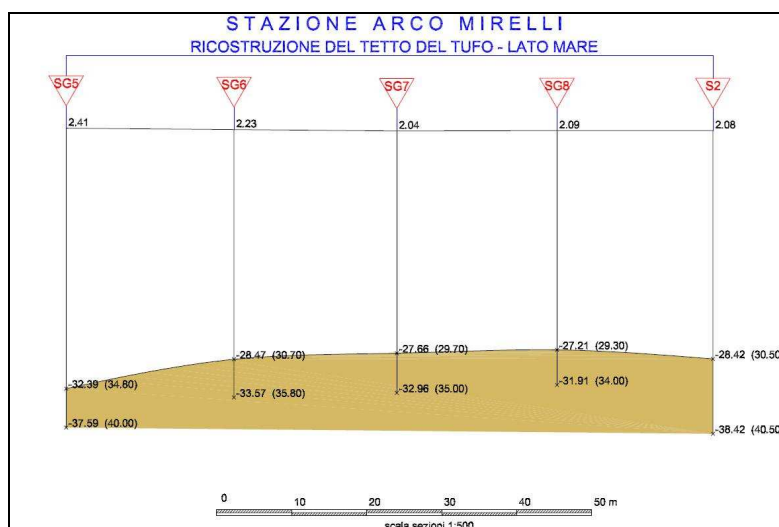 STAZIONE ARCO MIRELLI
RICOSTRUZIONE DEL TETTO DEL TUFO - LATO MARE
SG5 SG6 SG7 SG8 S2
2.41 2.23 2.04 2.09 2.08
-28.47 (30.70) -27.66 (29.70) -27.21 (29.30) -28.42 (30.50
-32.39 (34.80) -33.57 (35.80) -32.96 (35.00) -31.91 (34.00)
-37.59 (40.00) -38.42 (40.50
0 10 20 30 40 50 m
scala sezioni 1:500